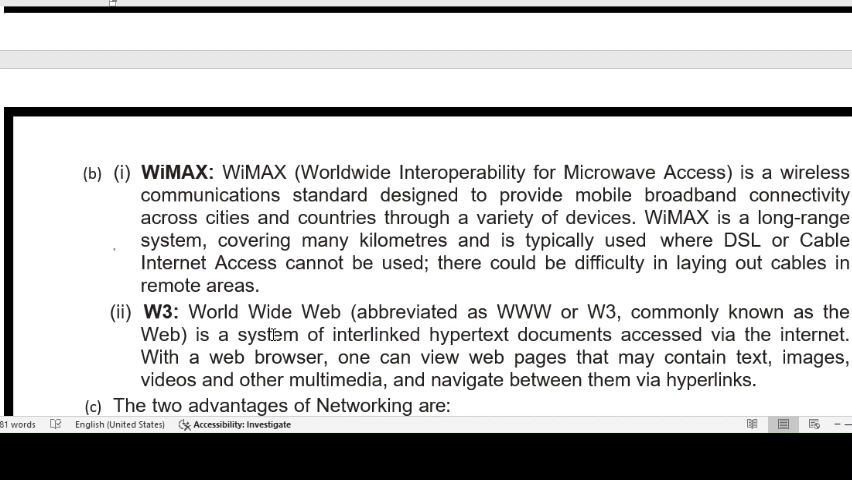 (b) (i) WiMAX: WiMAX (Worldwide Interoperability for Microwave Access) is a wireless
communications standard designed to provide mobile broadband connectivity
across cities and countries through a variety of devices. WiMAX is a long-range
system, covering many kilometres and is typically used where DSL or Cable
Internet Access cannot be used; there could be difficulty in laying out cables in
remote areas.
(ii) W3: World Wide Web (abbreviated as WWW or W3, commonly known as the
Web) is a system of interlinked hypertext documents accessed via the internet.
With a web browser, one can view web pages that may contain text, images,
videos and other multimedia, and navigate between them via hyperlinks.
(c) The two advantages of Networking are:
81 words English (United States) Accessibility: Investigate